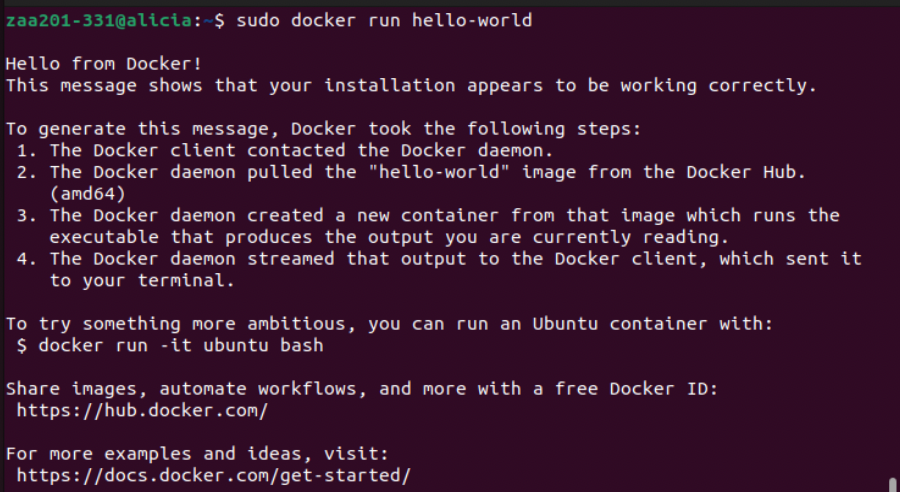 zaa201-331@alicia:~$ sudo docker run hello-world
Hello from Docker!
This message shows that your installation appears to be working correctly.
To generate this message, Docker took the following steps:
1. The Docker client contacted the Docker daemon.
2. The Docker daemon pulled the "hello-world" image from the Docker Hub.
(amd64)
3. The Docker daemon created a new container from that image which runs the
executable that produces the output you are currently reading.
4. The Docker daemon streamed that output to the Docker client, which sent it
to your terminal.
To try something more ambitious, you can run an Ubuntu container with:
$ docker run -it ubuntu bash
Share images, automate workflows, and more with a free Docker ID:
https://hub.docker.com/
For more examples and ideas, visit:
https://docs.docker.com/get-started/